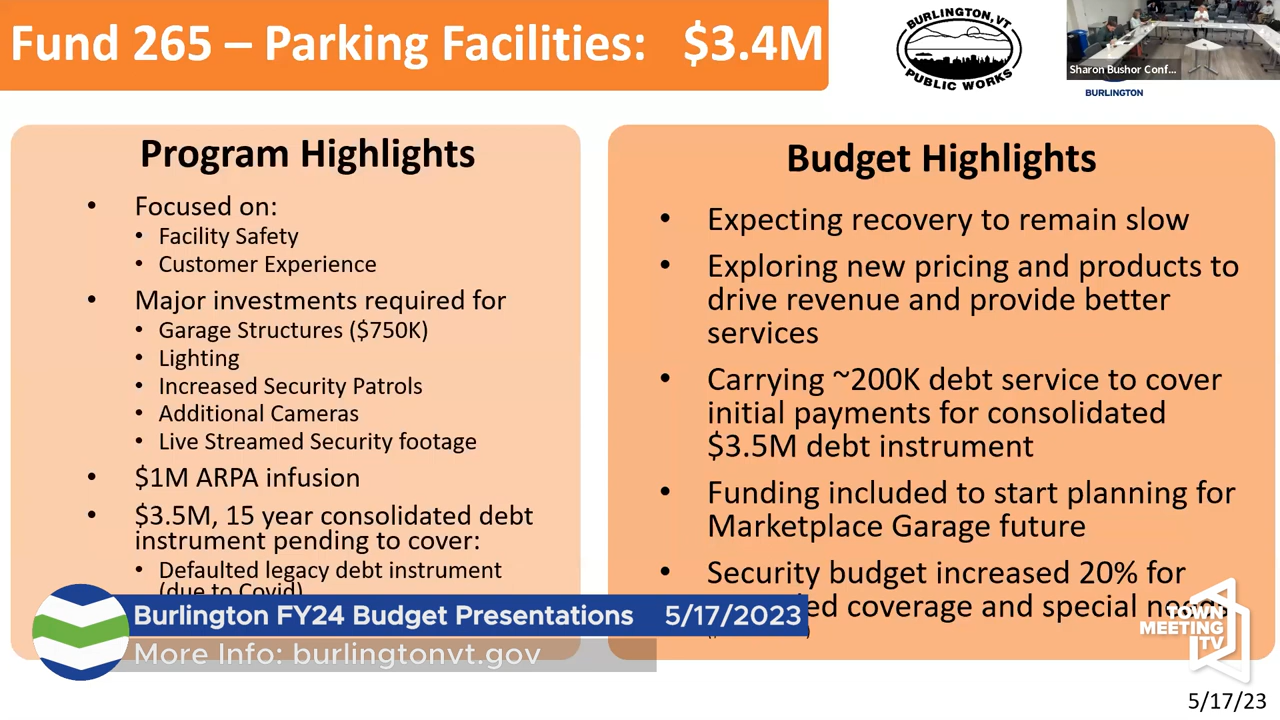 Fund 265 – Parking Facilities: $3.4M
BURLINGTON, VT
PUBLIC WORKS
Sharon Bushor Conf...
BURLINGTON
Program Highlights
• Focused on:
• Facility Safety
• Customer Experience
• Major investments required for
• Garage Structures ($750K)
• Lighting
• Increased Security Patrols
• Additional Cameras
• Live Streamed Security footage
• $1M ARPA infusion
• $3.5M, 15 year consolidated debt
instrument pending to cover:
• Defaulted legacy debt instrument
(due to Covid)
Budget Highlights
• Expecting recovery to remain slow
• Exploring new pricing and products to
drive revenue and provide better
services
• Carrying ~200K debt service to cover
initial payments for consolidated
$3.5M debt instrument
• Funding included to start planning for
Marketplace Garage future
• Security budget increased 20% for
coverage and special needs
Burlington FY24 Budget Presentations 5/17/2023
More Info: burlingtonvt.gov
TOWN
MEETING
TV
5/17/23